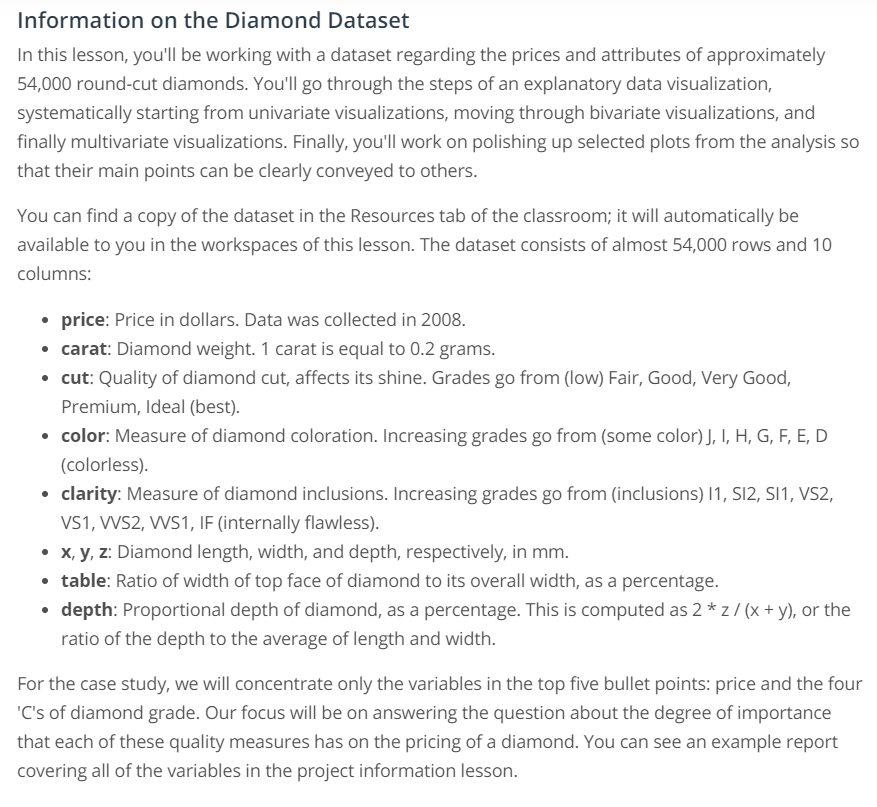 Information on the Diamond Dataset
In this lesson, you'll be working with a dataset regarding the prices and attributes of approximately
54,000 round-cut diamonds. You'll go through the steps of an explanatory data visualization,
systematically starting from univariate visualizations, moving through bivariate visualizations, and
finally multivariate visualizations. Finally, you'll work on polishing up selected plots from the analysis so
that their main points can be clearly conveyed to others.
You can find a copy of the dataset in the Resources tab of the classroom; it will automatically be
available to you in the workspaces of this lesson. The dataset consists of almost 54,000 rows and 10
columns:
• price: Price in dollars. Data was collected in 2008.
• carat: Diamond weight. 1 carat is equal to 0.2 grams.
• cut: Quality of diamond cut, affects its shine. Grades go from (low) Fair, Good, Very Good,
Premium, Ideal (best).
• color: Measure of diamond coloration. Increasing grades go from (some color) J, I, H, G, F, E, D
(colorless).
• clarity: Measure of diamond inclusions. Increasing grades go from (inclusions) I1, SI2, SI1, VS2,
VS1, VVS2, VVS1, IF (internally flawless).
• x, y, z: Diamond length, width, and depth, respectively, in mm.
• table: Ratio of width of top face of diamond to its overall width, as a percentage.
• depth: Proportional depth of diamond, as a percentage. This is computed as 2 * z / (x + y), or the
ratio of the depth to the average of length and width.
For the case study, we will concentrate only the variables in the top five bullet points: price and the four
'C's of diamond grade. Our focus will be on answering the question about the degree of importance
that each of these quality measures has on the pricing of a diamond. You can see an example report
covering all of the variables in the project information lesson.